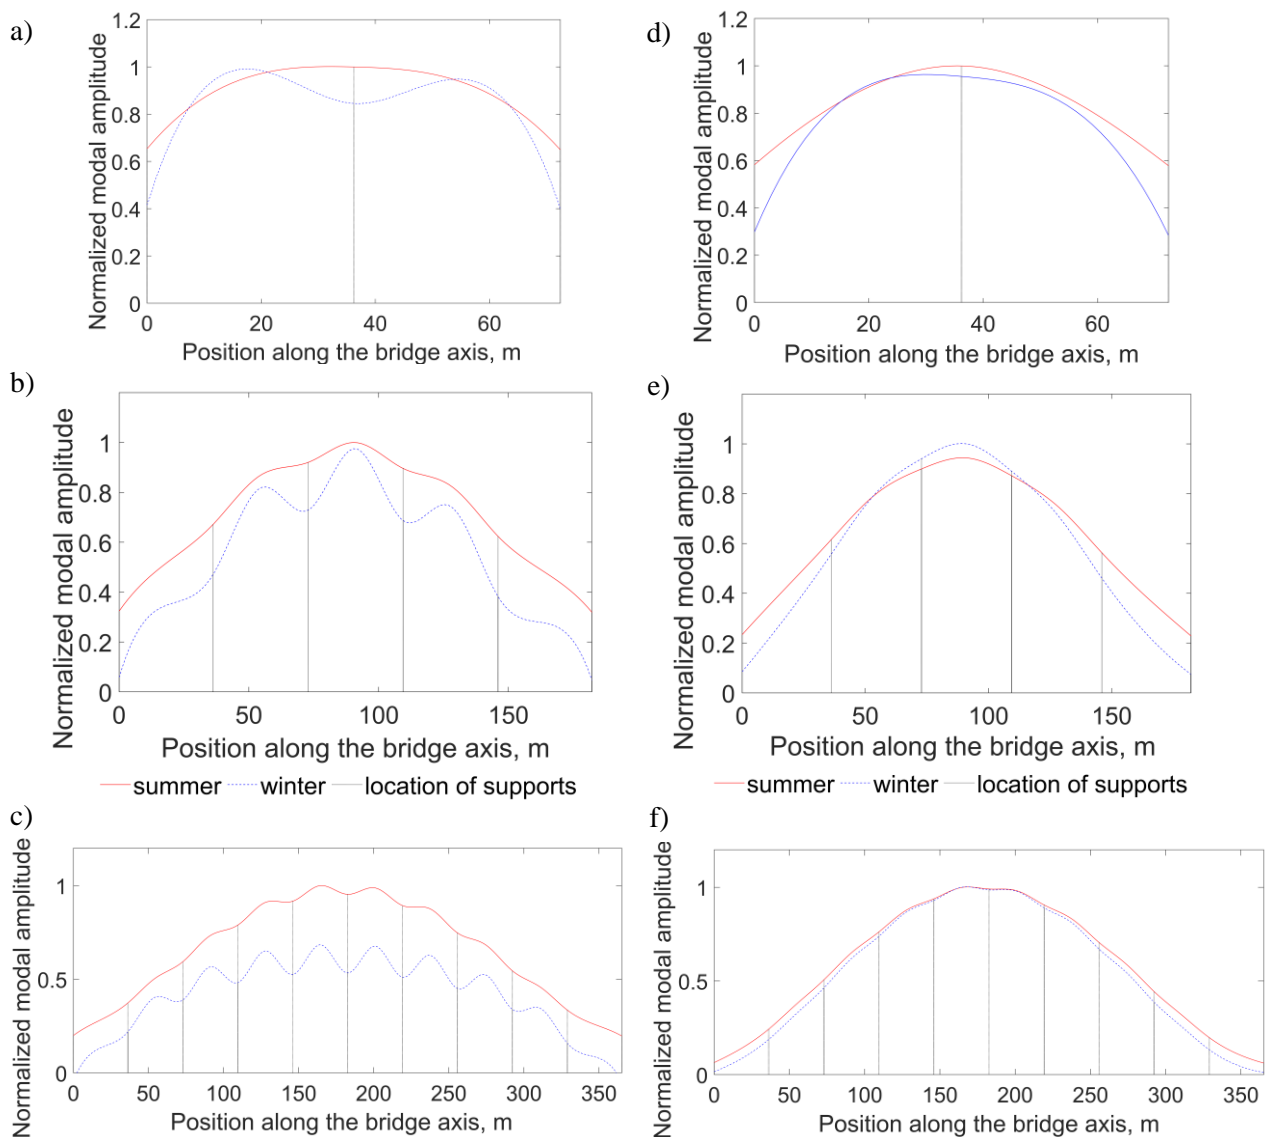 a)
Normalized modal amplitude
1.2
1
0.8
0.6
0.4
0.2
0
0 20 40 60
Position along the bridge axis, m
d)
Normalized modal amplitude
1.2
1
0.8
0.6
0.4
0.2
0
0 20 40 60
Position along the bridge axis, m
b)
Normalized modal amplitude
1
0.8
0.6
0.4
0.2
0
0 50 100 150
Position along the bridge axis, m
summer winter location of supports
e)
Normalized modal amplitude
1
0.8
0.6
0.4
0.2
0
0 50 100 150
Position along the bridge axis, m
summer winter location of supports
c)
Normalized modal amplitude
1
0.5
0
0 50 100 150 200 250 300 350
Position along the bridge axis, m
f)
Normalized modal amplitude
1
0.5
0
0 50 100 150 200 250 300 350
Position along the bridge axis, m